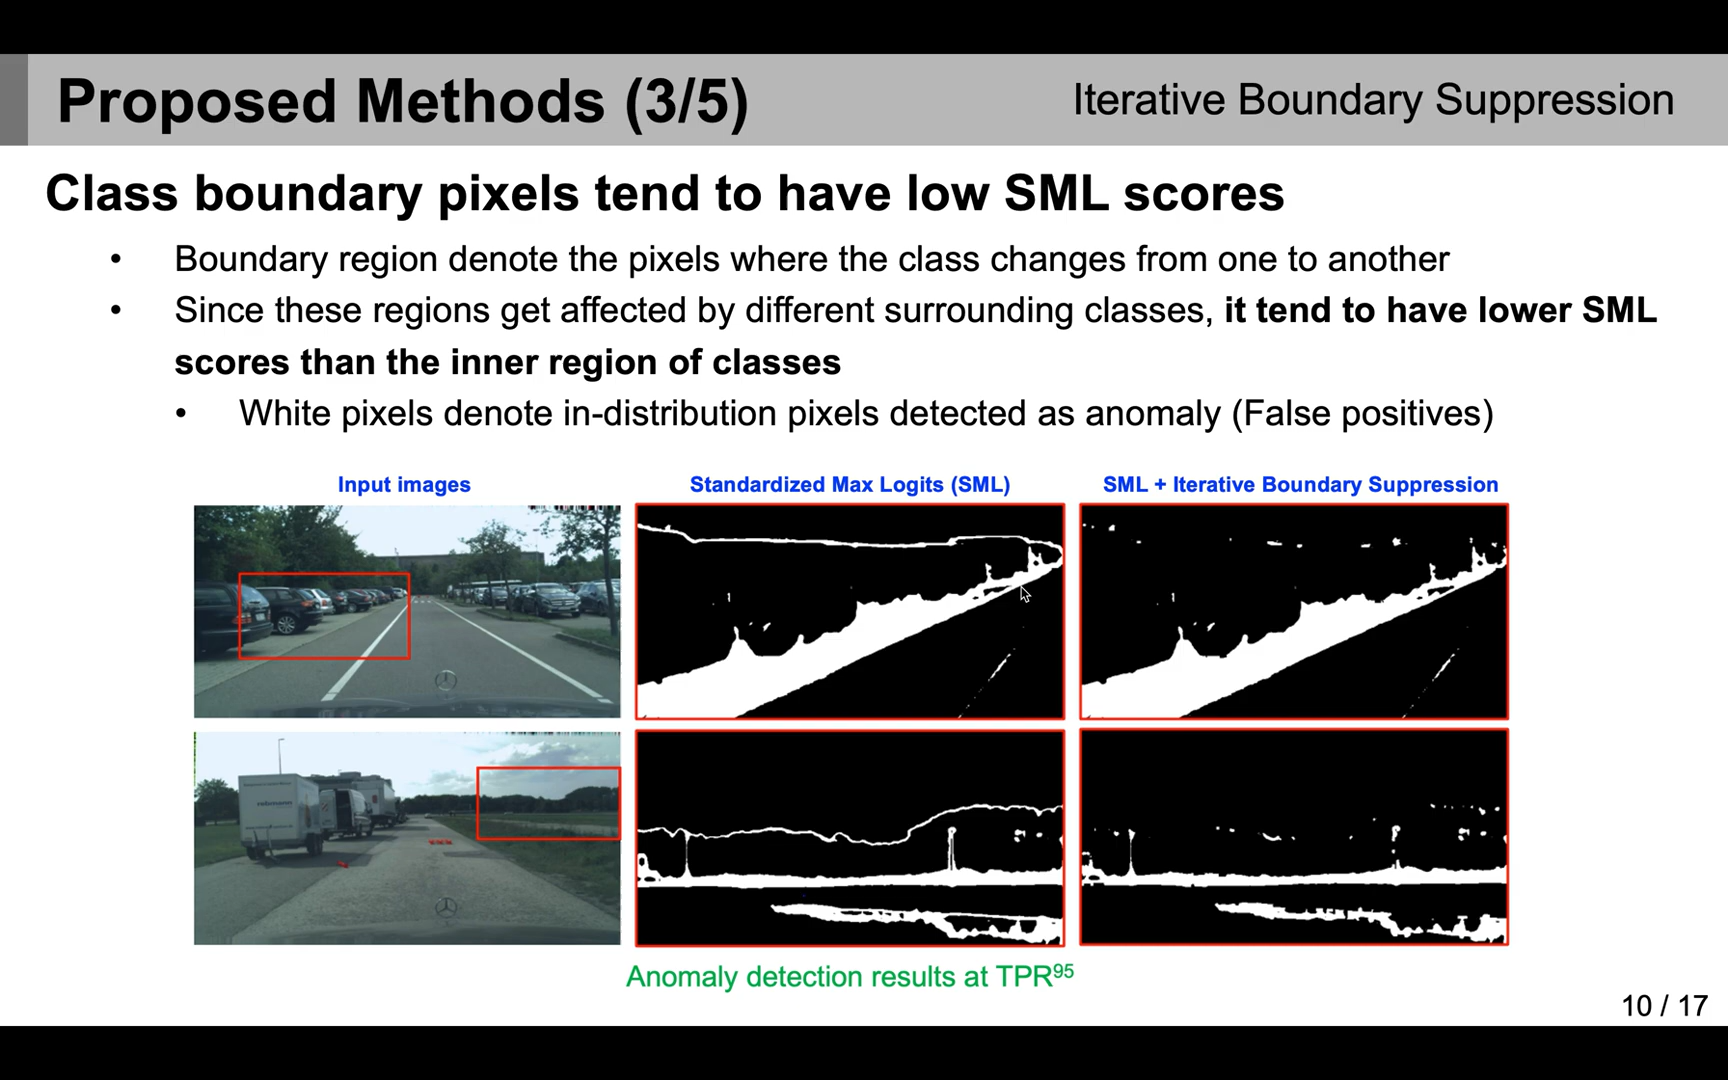 Proposed Methods (3/5)
Iterative Boundary Suppression
Class boundary pixels tend to have low SML scores
• Boundary region denote the pixels where the class changes from one to another
• Since these regions get affected by different surrounding classes, it tend to have lower SML
scores than the inner region of classes
• White pixels denote in-distribution pixels detected as anomaly (False positives)
Input images
Standardized Max Logits (SML)
SML + Iterative Boundary Suppression
Anomaly detection results at TPR⁹⁵
10 / 17